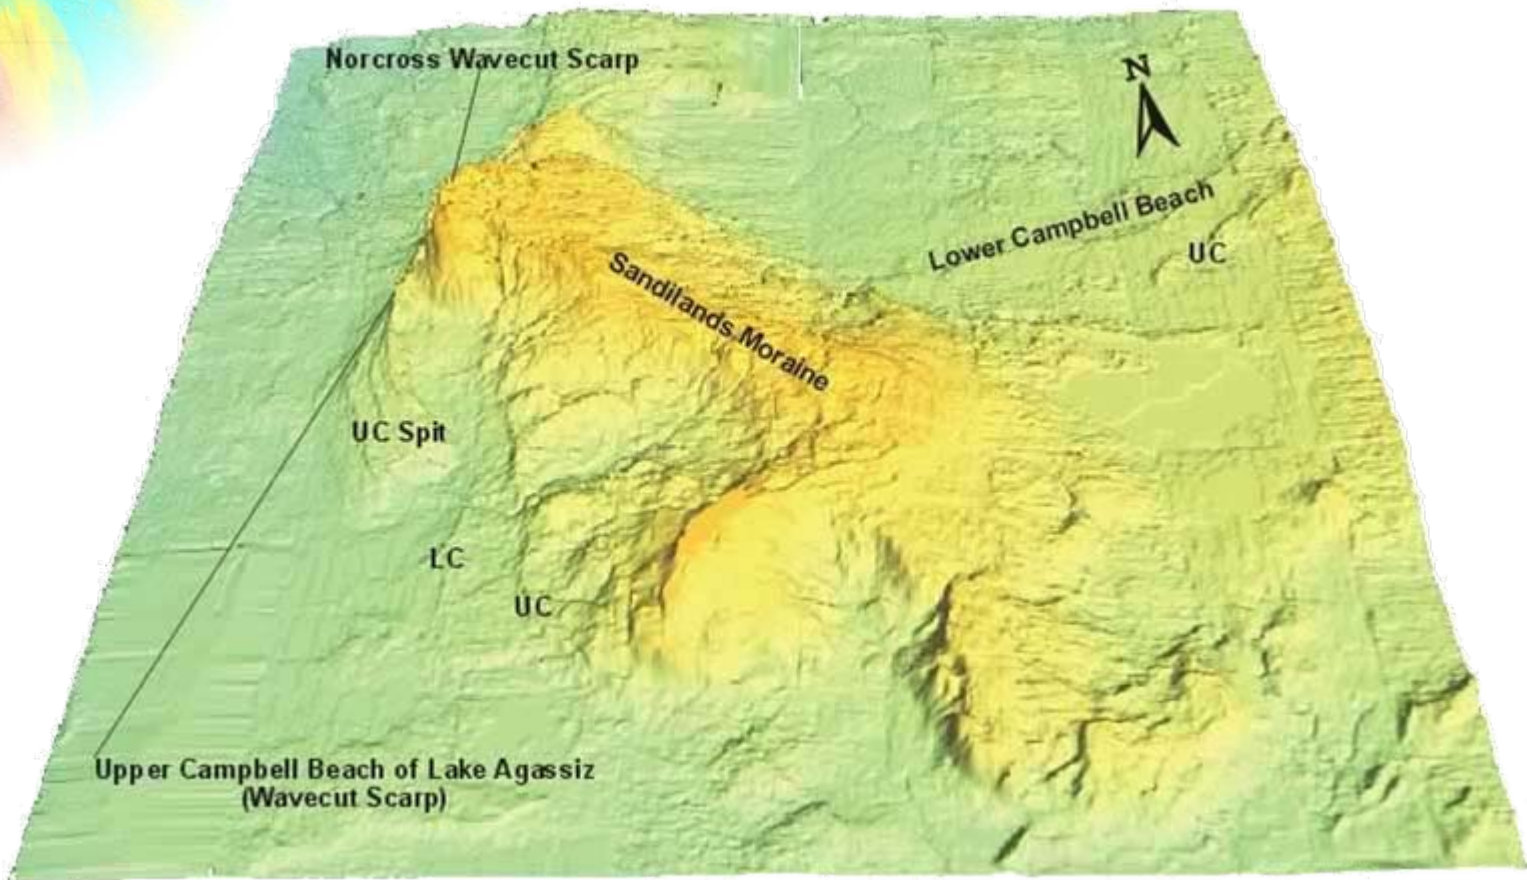 Norcross Wavecut Scarp
N
Lower Campbell Beach
UC
Sandilands Moraine
UC Spit
LC
UC
Upper Campbell Beach of Lake Agassiz
(Wavecut Scarp)